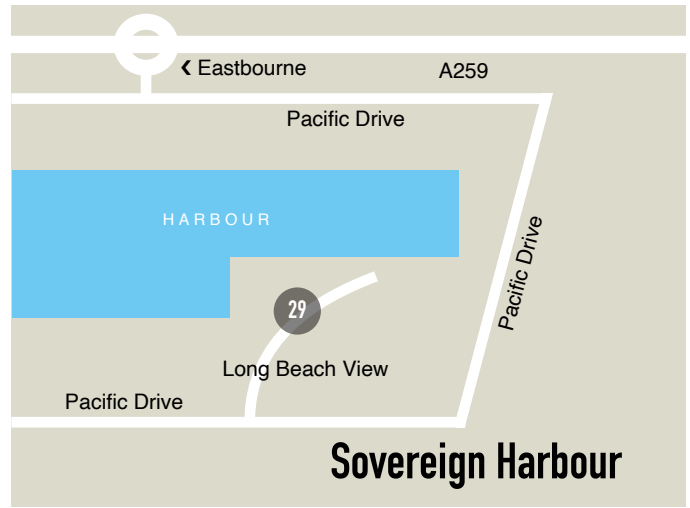 ‹ Eastbourne
A259
Pacific Drive
HARBOUR
Pacific Drive
29
Long Beach View
Pacific Drive
Sovereign Harbour